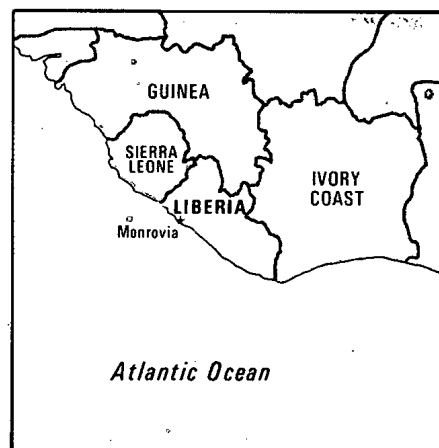 GUINEA
SIERRA
LEONE
LIBERIA
IVORY
COAST
Monrovia
Atlantic Ocean